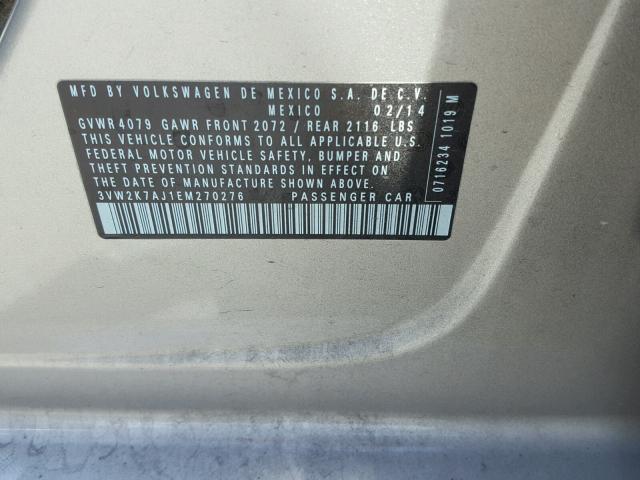 MFD BY VOLKSWAGEN DE MEXICO S.A. DE C.V.
MEXICO 02/14
GVWR 4079 GAWR FRONT 2072 / REAR 2116 LBS
THIS VEHICLE CONFORMS TO ALL APPLICABLE U.S.
FEDERAL MOTOR VEHICLE SAFETY, BUMPER AND
THEFT PREVENTION STANDARDS IN EFFECT ON
THE DATE OF MANUFACTURE SHOWN ABOVE.
3VW2K7AJ1EM270276 PASSENGER CAR
0716234 1019 M